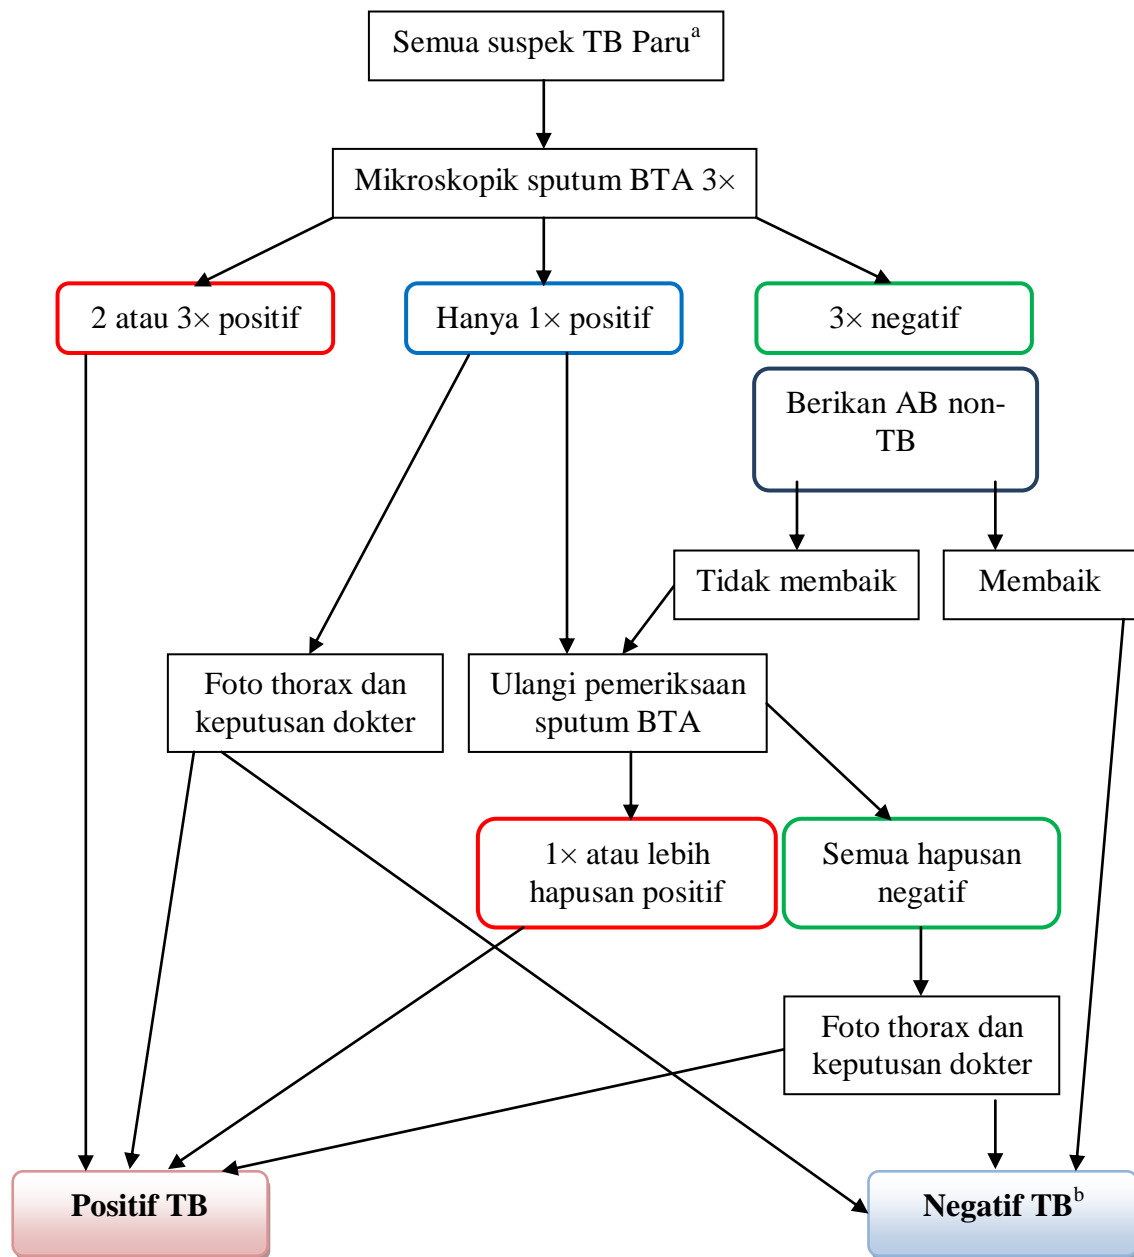 Semua suspek TB Paruᵃ
Mikroskopik sputum BTA 3×
2 atau 3× positif
Hanya 1× positif
3× negatif
Berikan AB non-
TB
Tidak membaik
Membaik
Foto thorax dan
keputusan dokter
Ulangi pemeriksaan
sputum BTA
1× atau lebih
hapusan positif
Semua hapusan
negatif
Foto thorax dan
keputusan dokter
Positif TB
Negatif TBᵇ